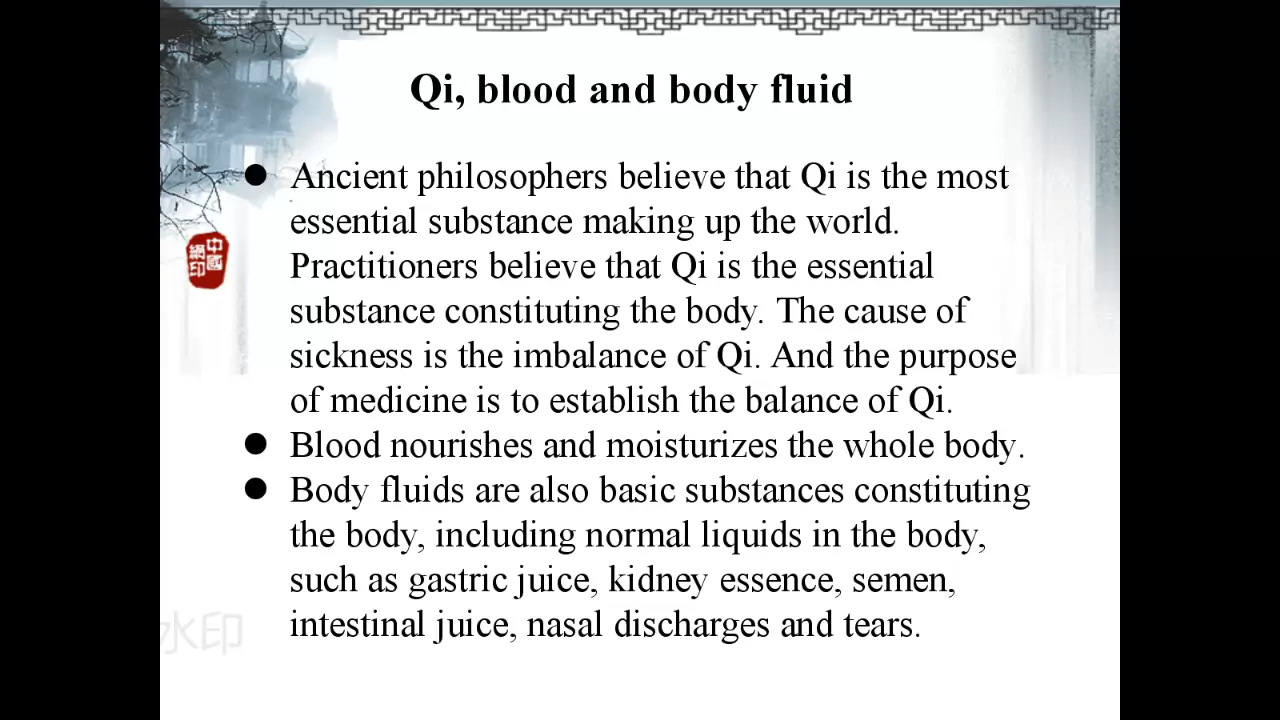 Qi, blood and body fluid
● Ancient philosophers believe that Qi is the most
essential substance making up the world.
Practitioners believe that Qi is the essential
substance constituting the body. The cause of
sickness is the imbalance of Qi. And the purpose
of medicine is to establish the balance of Qi.
● Blood nourishes and moisturizes the whole body.
● Body fluids are also basic substances constituting
the body, including normal liquids in the body,
such as gastric juice, kidney essence, semen,
intestinal juice, nasal discharges and tears.
中國
網印
水印